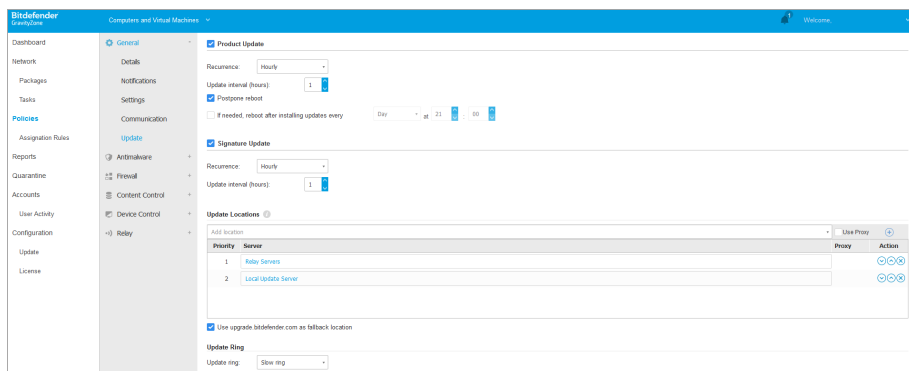 Bitdefender
GravityZone
Computers and Virtual Machines
Welcome,
Dashboard
Network
Packages
Tasks
Policies
Assignation Rules
Reports
Quarantine
Accounts
User Activity
Configuration
Update
License
General -
Details
Notifications
Settings
Communication
Update
Antimalware +
Firewall +
Content Control +
Device Control +
Relay +
Product Update
Recurrence: Hourly
Update interval (hours): 1
Postpone reboot
If needed, reboot after installing updates every Day at 21 : 00
Signature Update
Recurrence: Hourly
Update interval (hours): 1
Update Locations
Add location Use Proxy
Priority Server Proxy Action
1 Relay Servers
2 Local Update Server
Use upgrade.bitdefender.com as fallback location
Update Ring
Update ring: Slow ring